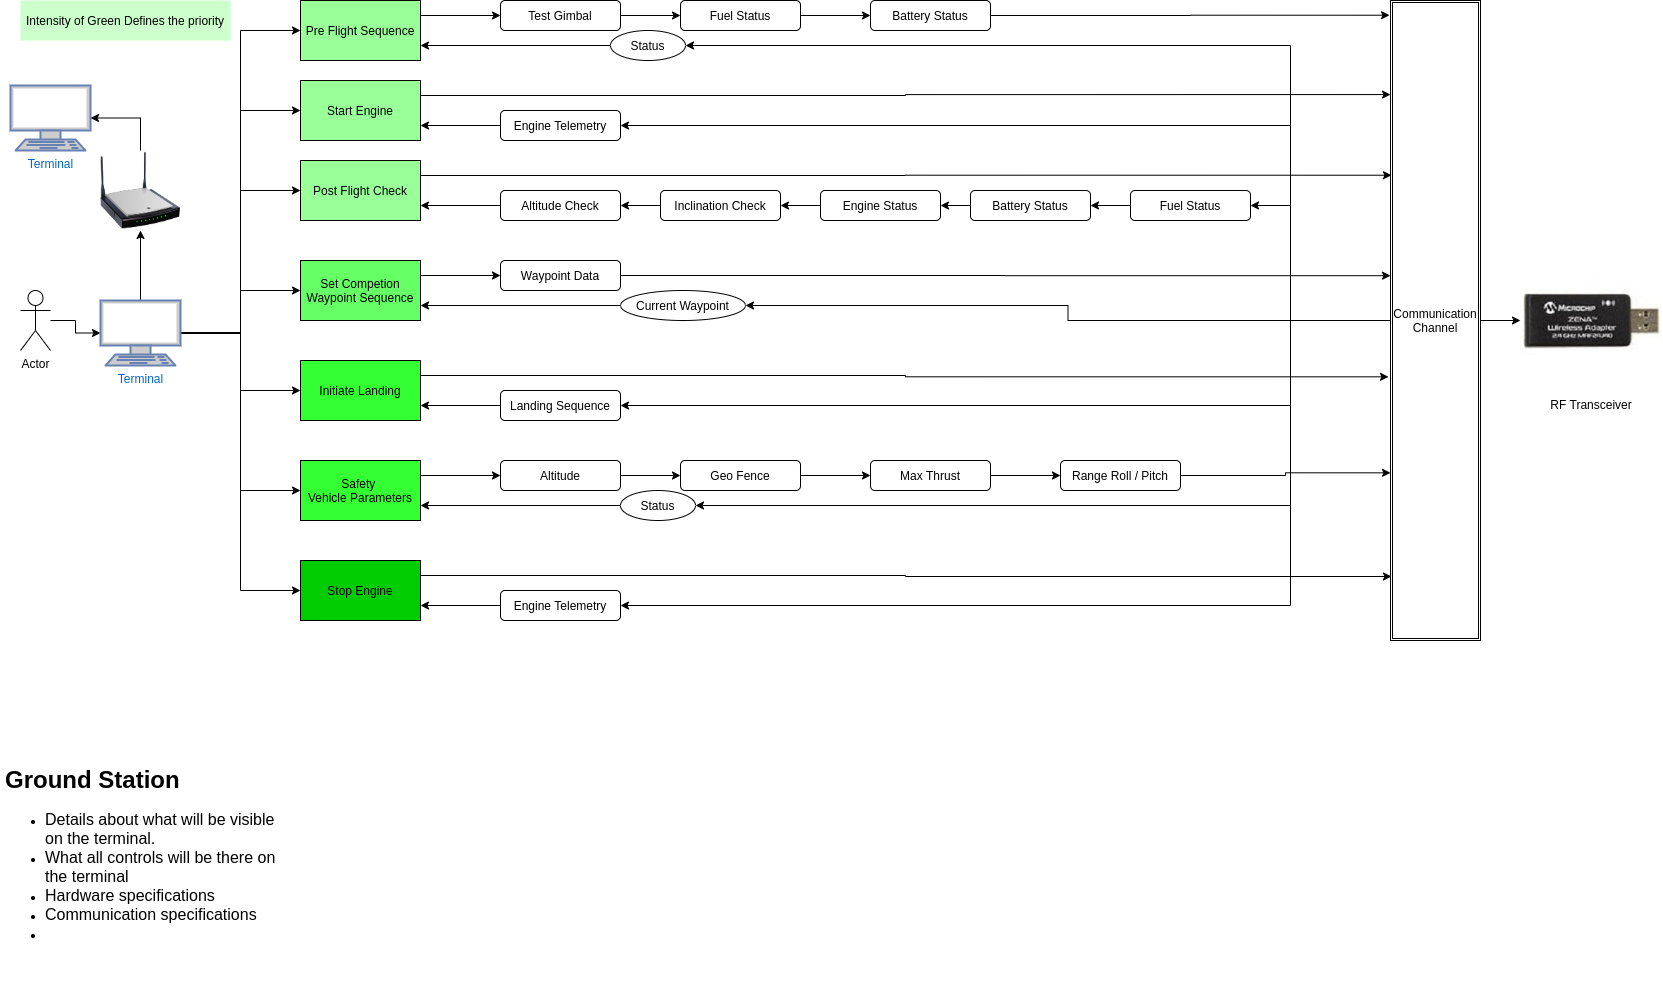 Intensity of Green Defines the priority
Pre Flight Sequence
Test Gimbal
Fuel Status
Battery Status
Status
Start Engine
Engine Telemetry
Terminal
Post Flight Check
Altitude Check
Inclination Check
Engine Status
Battery Status
Fuel Status
Set Competion
Waypoint Sequence
Waypoint Data
Current Waypoint
Communication
Channel
MICROCHIP
ZENA™
Wireless Adapter
Actor
Terminal
Initiate Landing
Landing Sequence
RF Transceiver
Safety
Vehicle Parameters
Altitude
Geo Fence
Max Thrust
Range Roll / Pitch
Status
Stop Engine
Engine Telemetry
Ground Station
Details about what will be visible
on the terminal.
What all controls will be there on
the terminal
Hardware specifications
Communication specifications